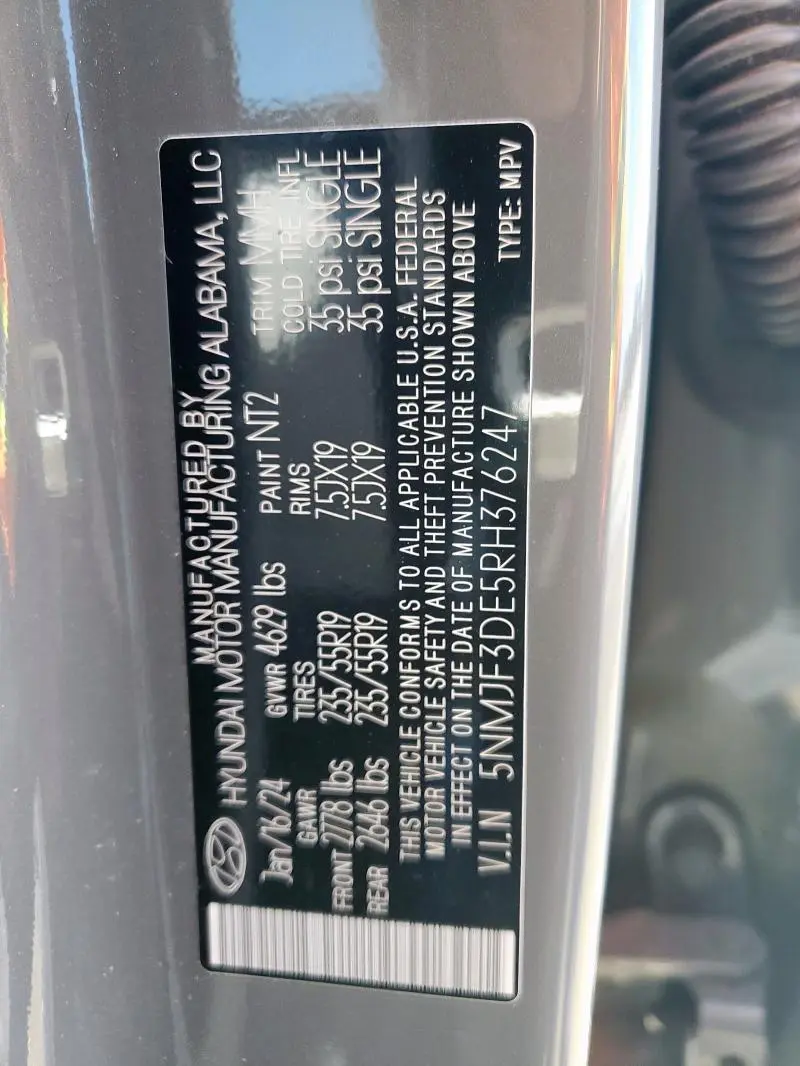 MANUFACTURED BY
HYUNDAI MOTOR MANUFACTURING ALABAMA, LLC
Jan/16/24 GVWR 4629 lbs PAINT NT2 TRIM MMH
GAWR TIRES RIMS COLD TIRE INFL
FRONT 2778 lbs 235/55R19 7.5JX19 35 psi SINGLE
REAR 2646 lbs 235/55R19 7.5JX19 35 psi SINGLE
THIS VEHICLE CONFORMS TO ALL APPLICABLE U.S.A. FEDERAL
MOTOR VEHICLE SAFETY AND THEFT PREVENTION STANDARDS
IN EFFECT ON THE DATE OF MANUFACTURE SHOWN ABOVE
V.I.N 5NMJF3DE5RH376247 TYPE: MPV